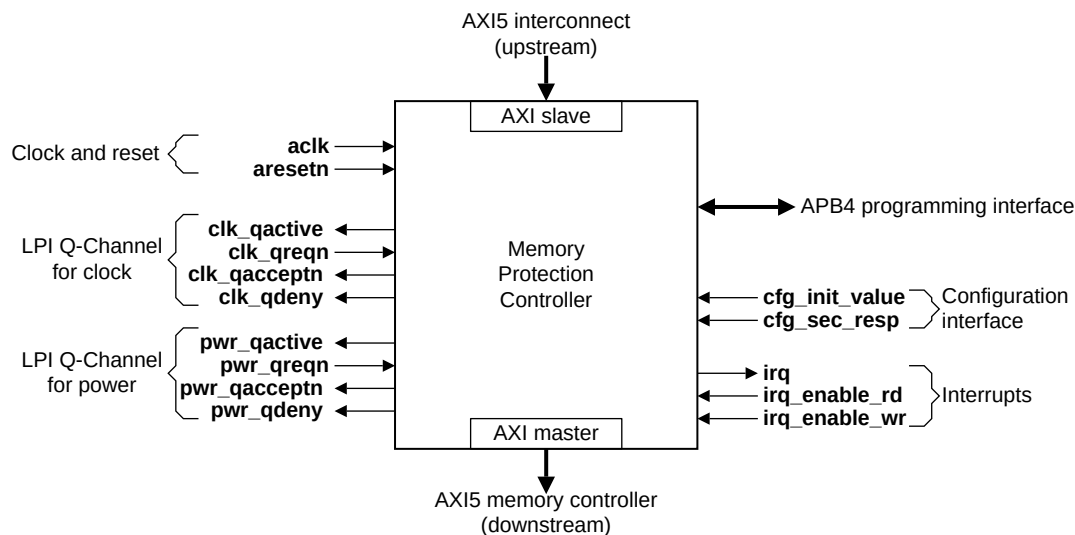 AXI5 interconnect
(upstream)
AXI slave
Clock and reset
aclk
aresetn
LPI Q-Channel
for clock
clk_qactive
clk_qreqn
clk_qacceptn
clk_qdeny
LPI Q-Channel
for power
pwr_qactive
pwr_qreqn
pwr_qacceptn
pwr_qdeny
Memory
Protection
Controller
APB4 programming interface
cfg_init_value
cfg_sec_resp
Configuration
interface
irq
irq_enable_rd
irq_enable_wr
Interrupts
AXI master
AXI5 memory controller
(downstream)